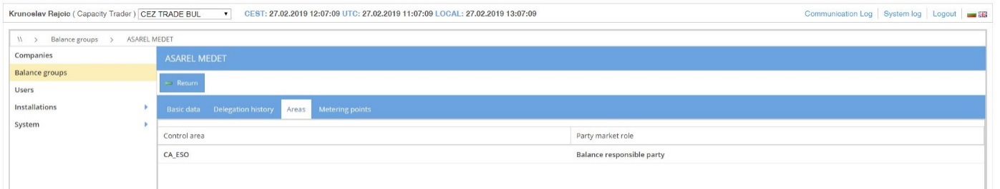 Krunoslav Rajcic ( Capacity Trader ) CEZ TRADE BUL CEST: 27.02.2019 12:07:09 UTC: 27.02.2019 11:07:09 LOCAL: 27.02.2019 13:07:09 Communication Log System log Logout
\\ > Balance groups > ASAREL MEDET
Companies
ASAREL MEDET
Balance groups
Return
Users
Installations
Basic data Delegation history Areas Metering points
System
Control area Party market role
CA_ESO Balance responsible party